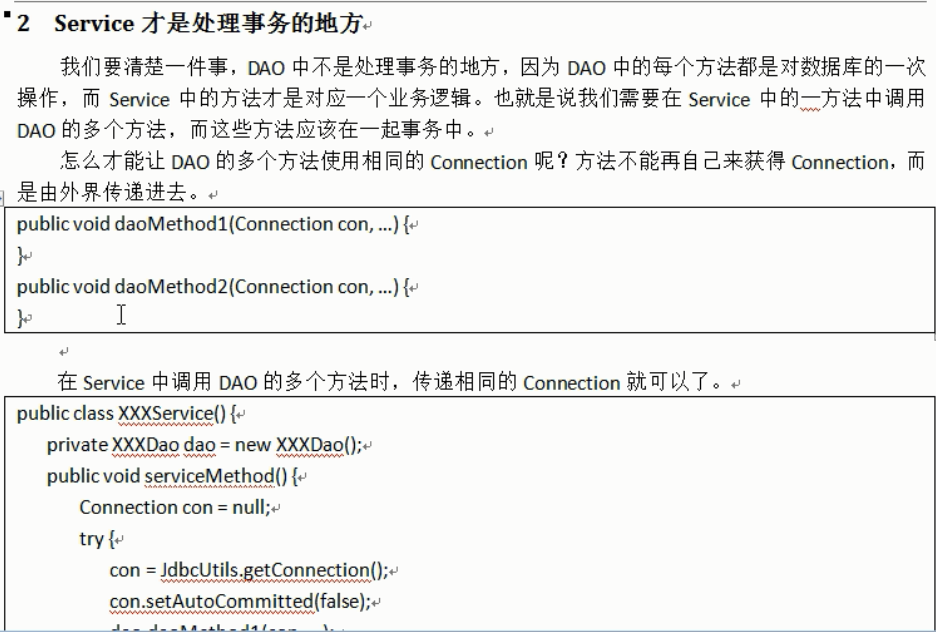 2 Service 才是处理事务的地方
我们要清楚一件事，DAO 中不是处理事务的地方，因为 DAO 中的每个方法都是对数据库的一次
操作，而 Service 中的方法才是对应一个业务逻辑。也就是说我们需要在 Service 中的一方法中调用
DAO 的多个方法，而这些方法应该在一起事务中。
怎么才能让 DAO 的多个方法使用相同的 Connection 呢？方法不能再自己来获得 Connection，而
是由外界传递进去。
public void daoMethod1(Connection con, …) {
}
public void daoMethod2(Connection con, …) {
}
在 Service 中调用 DAO 的多个方法时，传递相同的 Connection 就可以了。
public class XXXService() {
private XXXDao dao = new XXXDao();
public void serviceMethod() {
Connection con = null;
try {
con = JdbcUtils.getConnection();
con.setAutoCommitted(false);
dao.daoMethod1(con, …);